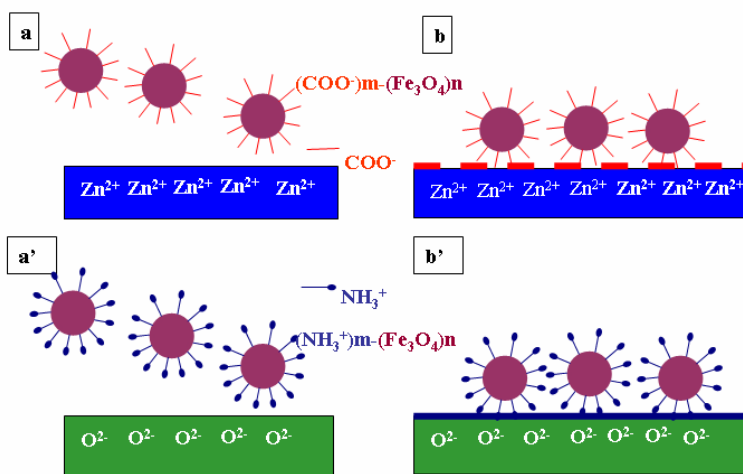 a
b
(COO⁻)m-(Fe₃O₄)n
COO⁻
Zn²⁺ Zn²⁺ Zn²⁺ Zn²⁺ Zn²⁺
Zn²⁺ Zn²⁺ Zn²⁺ Zn²⁺ Zn²⁺ Zn²⁺ Zn²⁺
a’
b’
NH₃⁺
(NH₃⁺)m-(Fe₃O₄)n
O²⁻ O²⁻ O²⁻ O²⁻ O²⁻
O²⁻ O²⁻ O²⁻ O²⁻ O²⁻ O²⁻ O²⁻